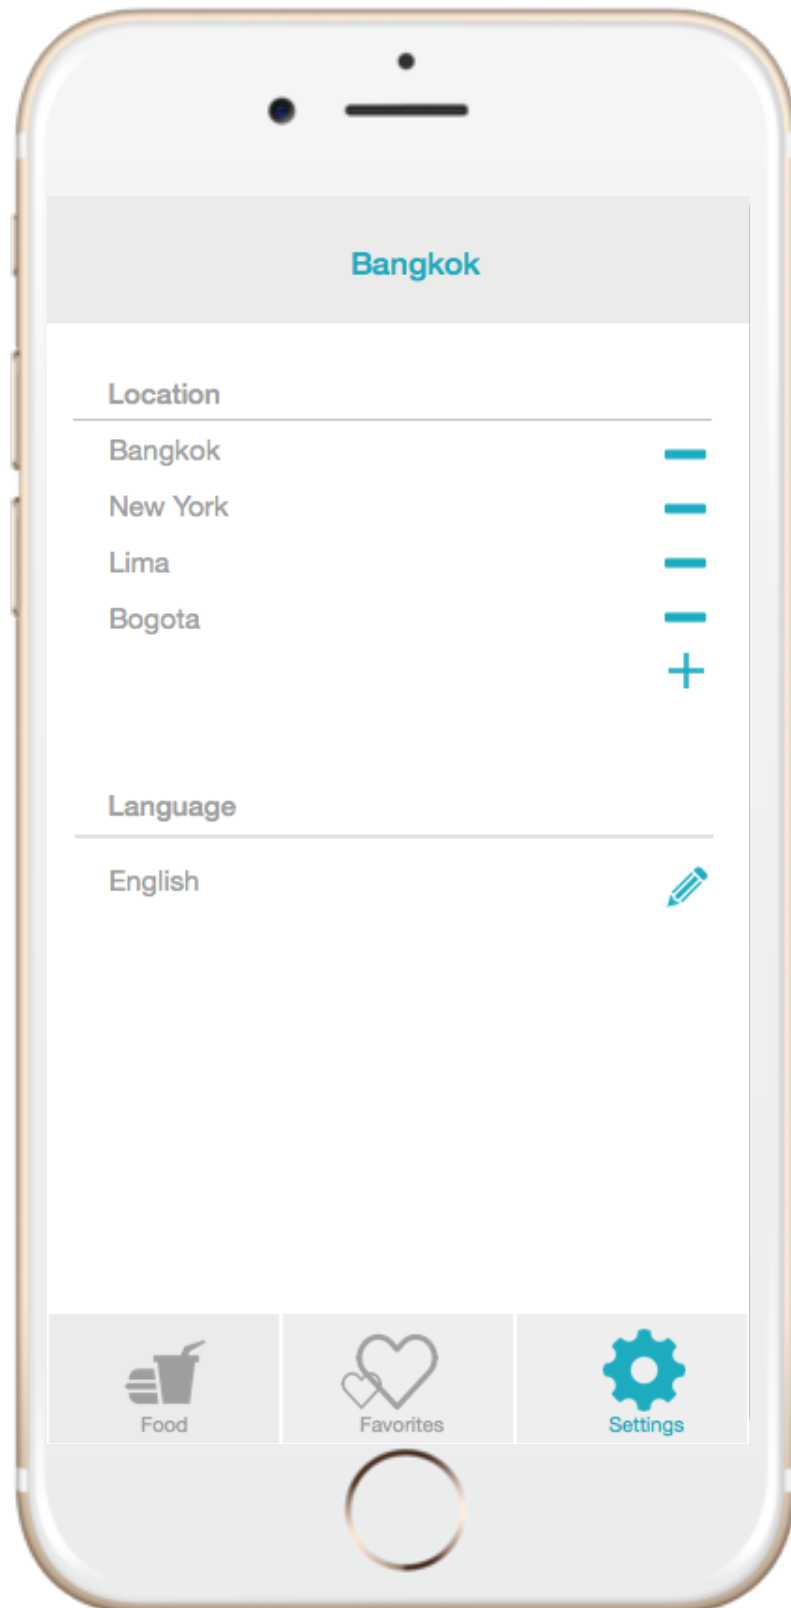 Bangkok
Location
Bangkok
New York
Lima
Bogota
Language
English
Food
Favorites
Settings